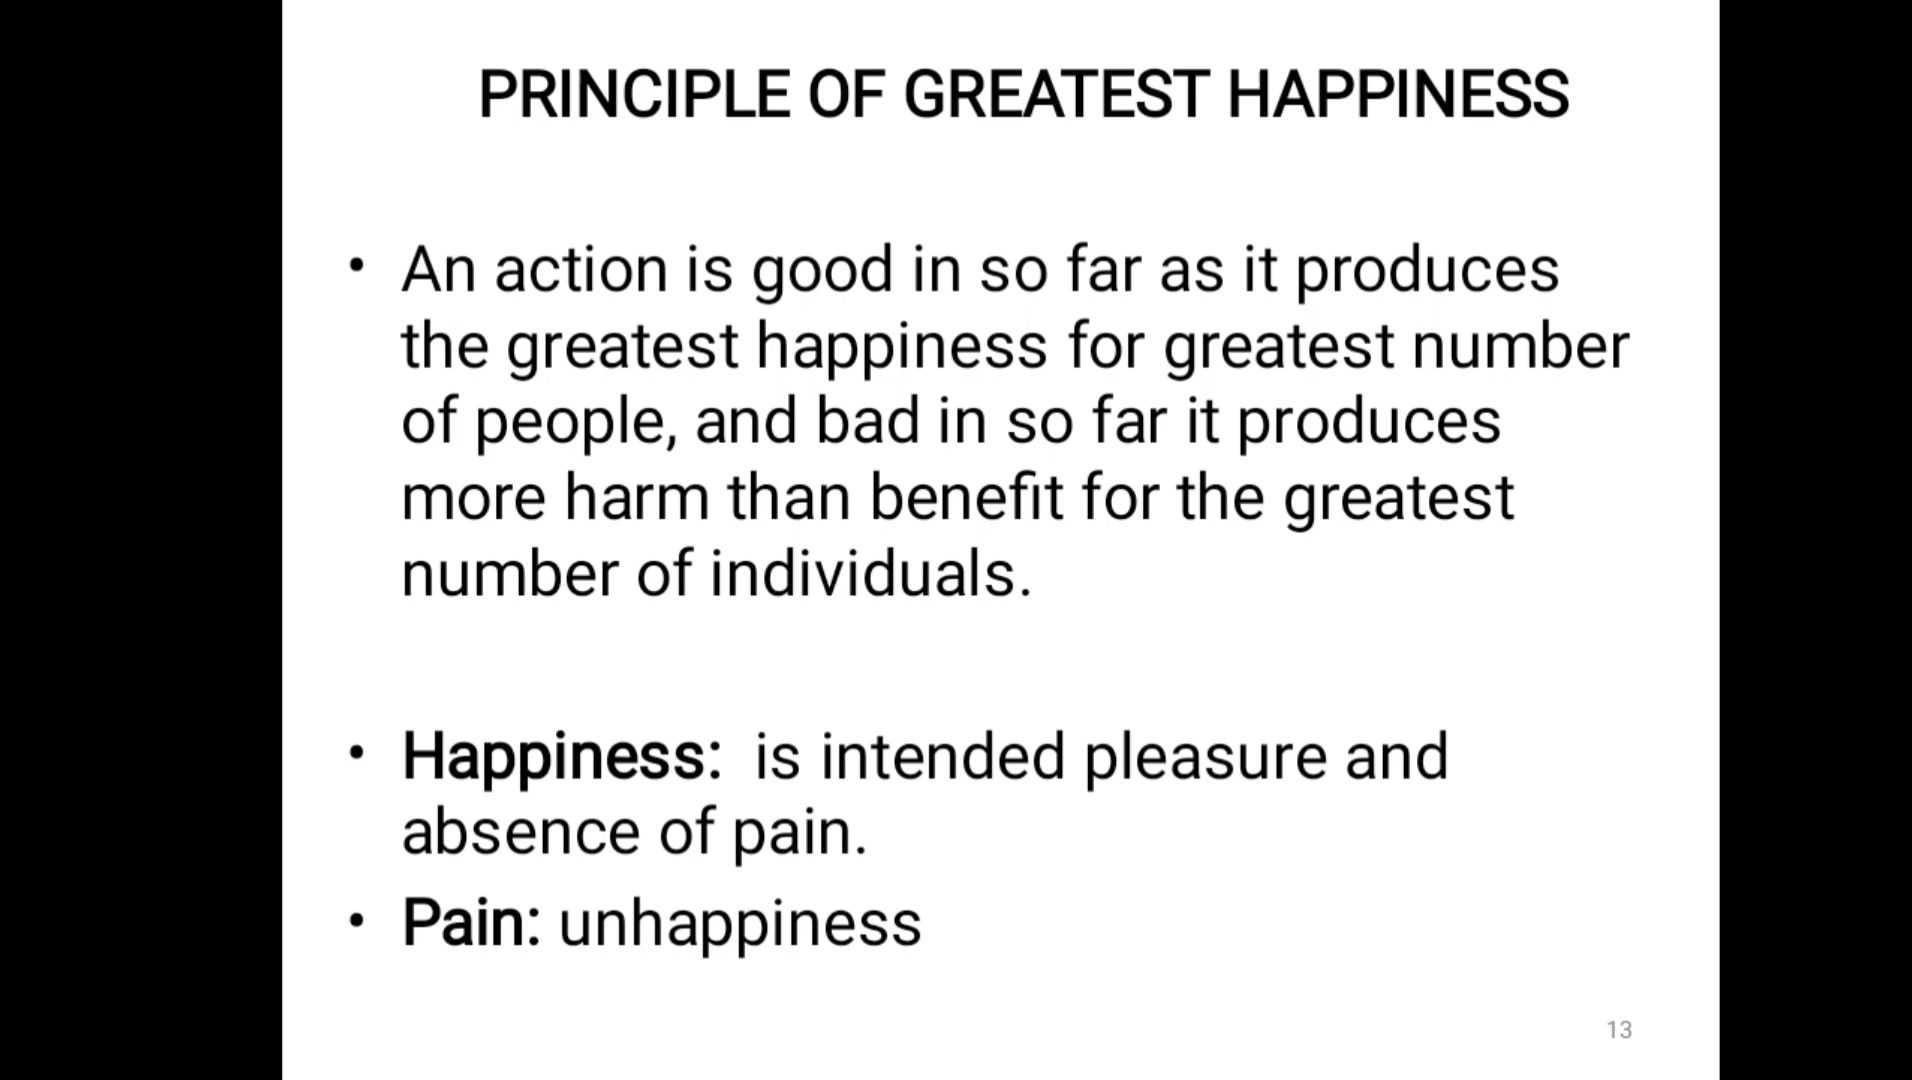 PRINCIPLE OF GREATEST HAPPINESS
• An action is good in so far as it produces
the greatest happiness for greatest number
of people, and bad in so far it produces
more harm than benefit for the greatest
number of individuals.
• Happiness:  is intended pleasure and
absence of pain.
• Pain: unhappiness
13